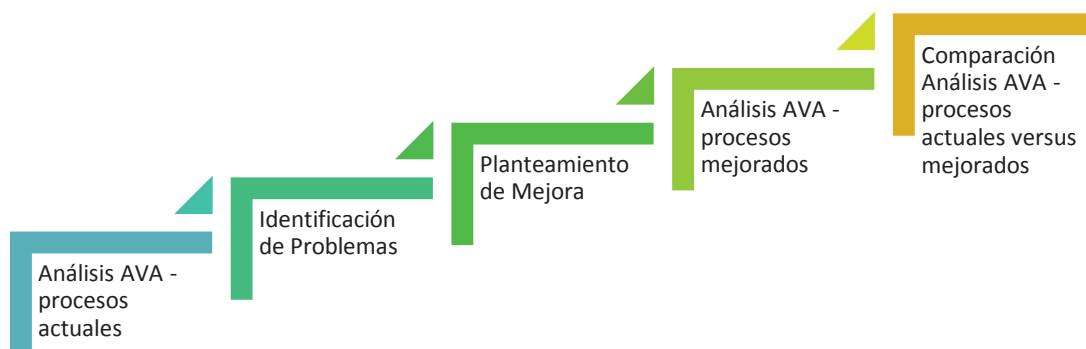 Análisis AVA -
procesos
actuales
Identificación
de Problemas
Planteamiento
de Mejora
Análisis AVA -
procesos
mejorados
Comparación
Análisis AVA -
procesos
actuales versus
mejorados